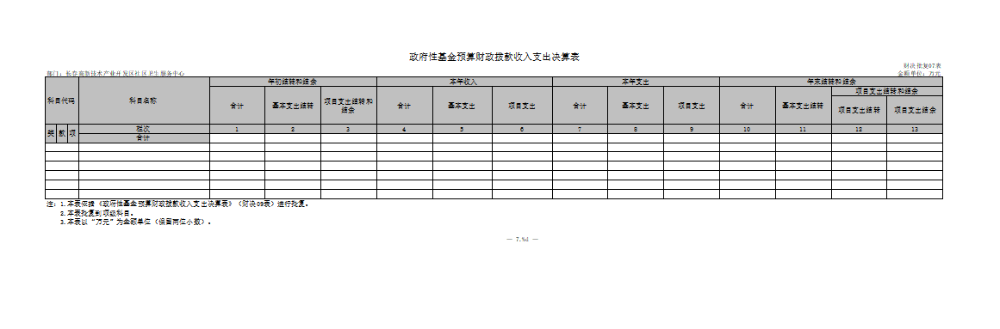 政府性基金预算财政拨款收入支出决算表
财决批复07表
部门：长春高新技术产业开发区社区卫生服务中心 金额单位：万元
科目代码 科目名称 年初结转和结余 本年收入 本年支出 年末结转和结余
合计 基本支出结转 项目支出结转和结余 合计 基本支出 项目支出 合计 基本支出 项目支出 合计 基本支出结转 项目支出结转和结余
项目支出结转 项目支出结余
类 款 项 栏次 1 2 3 4 5 6 7 8 9 10 11 12 13
合计
注：1.本表依据《政府性基金预算财政拨款收入支出决算表》（财决09表）进行批复。
2.本表批复到项级科目。
3.本表以“万元”为金额单位（保留两位小数）。
— 7.%d —